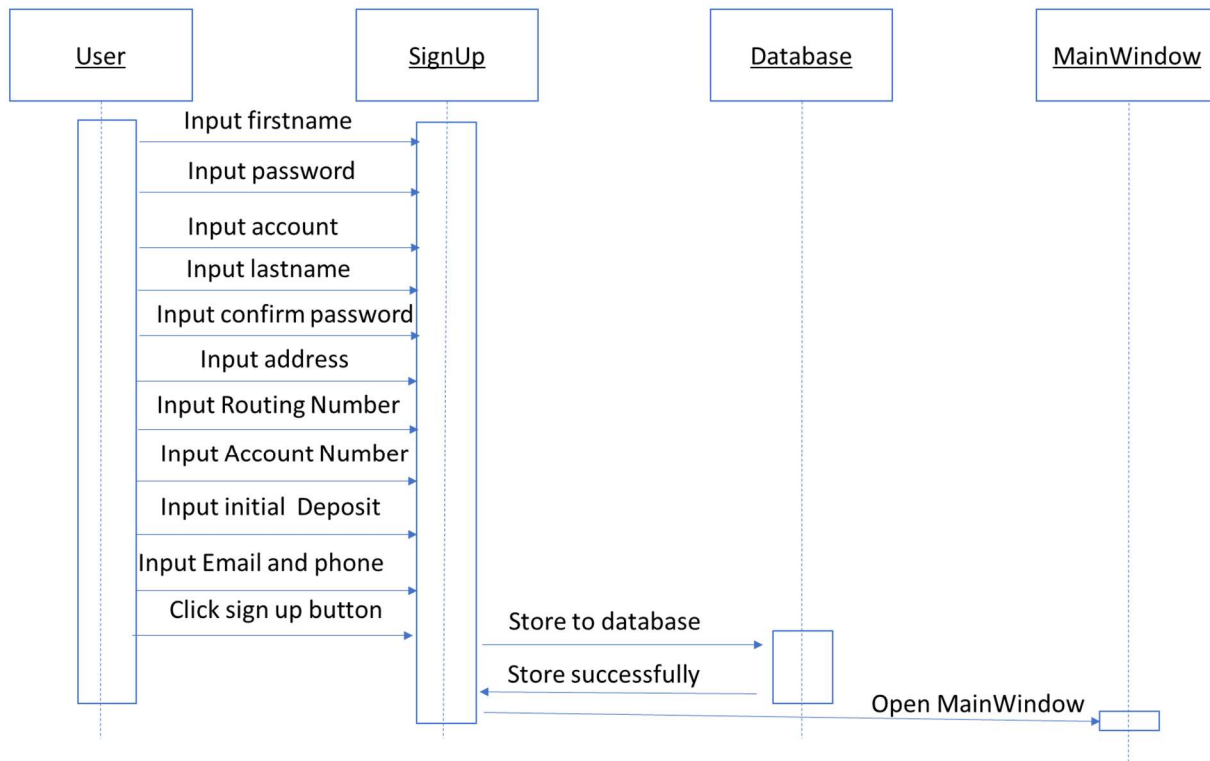 User
SignUp
Database
MainWindow
Input firstname
Input password
Input account
Input lastname
Input confirm password
Input address
Input Routing Number
Input Account Number
Input initial  Deposit
Input Email and phone
Click sign up button
Store to database
Store successfully
Open MainWindow